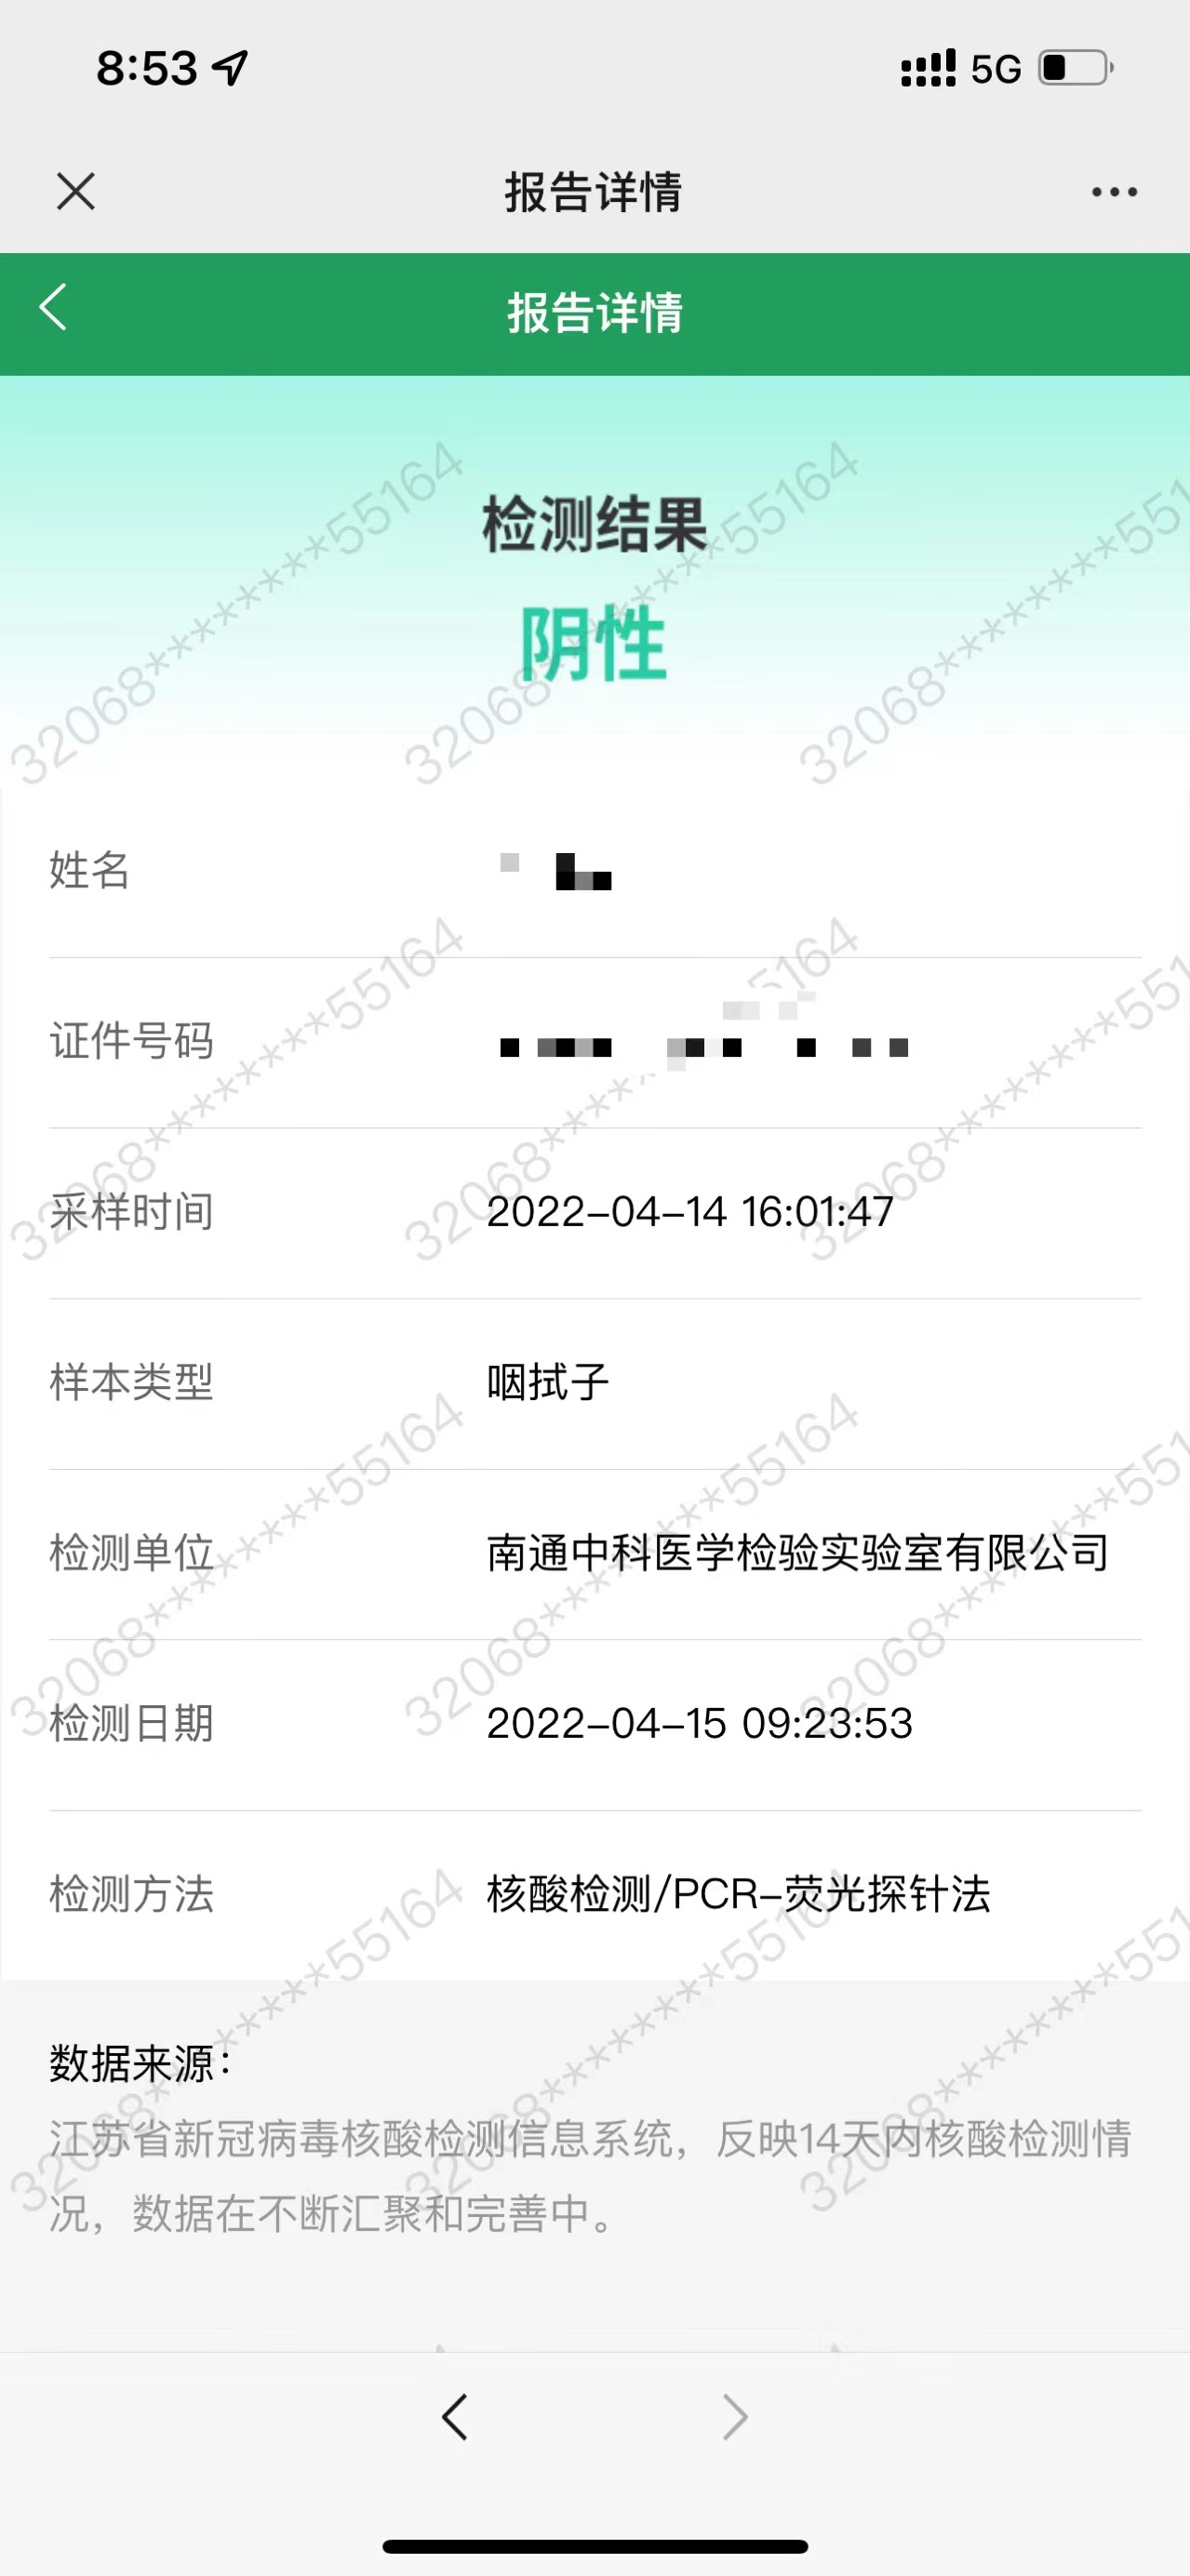 8:53 5G
报告详情
报告详情
检测结果
阴性
姓名
证件号码
采样时间 2022-04-14 16:01:47
样本类型 咽拭子
检测单位 南通中科医学检验实验室有限公司
检测日期 2022-04-15 09:23:53
检测方法 核酸检测/PCR-荧光探针法
数据来源：
江苏省新冠病毒核酸检测信息系统，反映14天内核酸检测情
况，数据在不断汇聚和完善中。